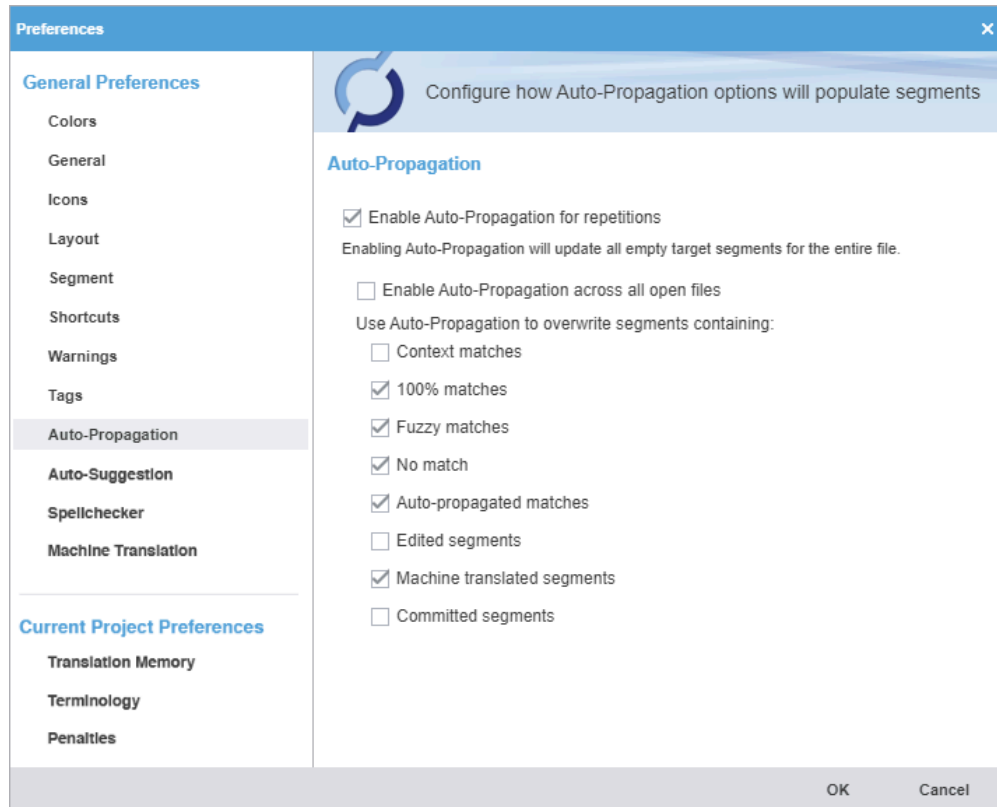 Preferences
General Preferences
Colors
General
Icons
Layout
Segment
Shortcuts
Warnings
Tags
Auto-Propagation
Auto-Suggestion
Spellchecker
Machine Translation
Current Project Preferences
Translation Memory
Terminology
Penalties
Configure how Auto-Propagation options will populate segments
Auto-Propagation
Enable Auto-Propagation for repetitions
Enabling Auto-Propagation will update all empty target segments for the entire file.
Enable Auto-Propagation across all open files
Use Auto-Propagation to overwrite segments containing:
Context matches
100% matches
Fuzzy matches
No match
Auto-propagated matches
Edited segments
Machine translated segments
Committed segments
OK Cancel